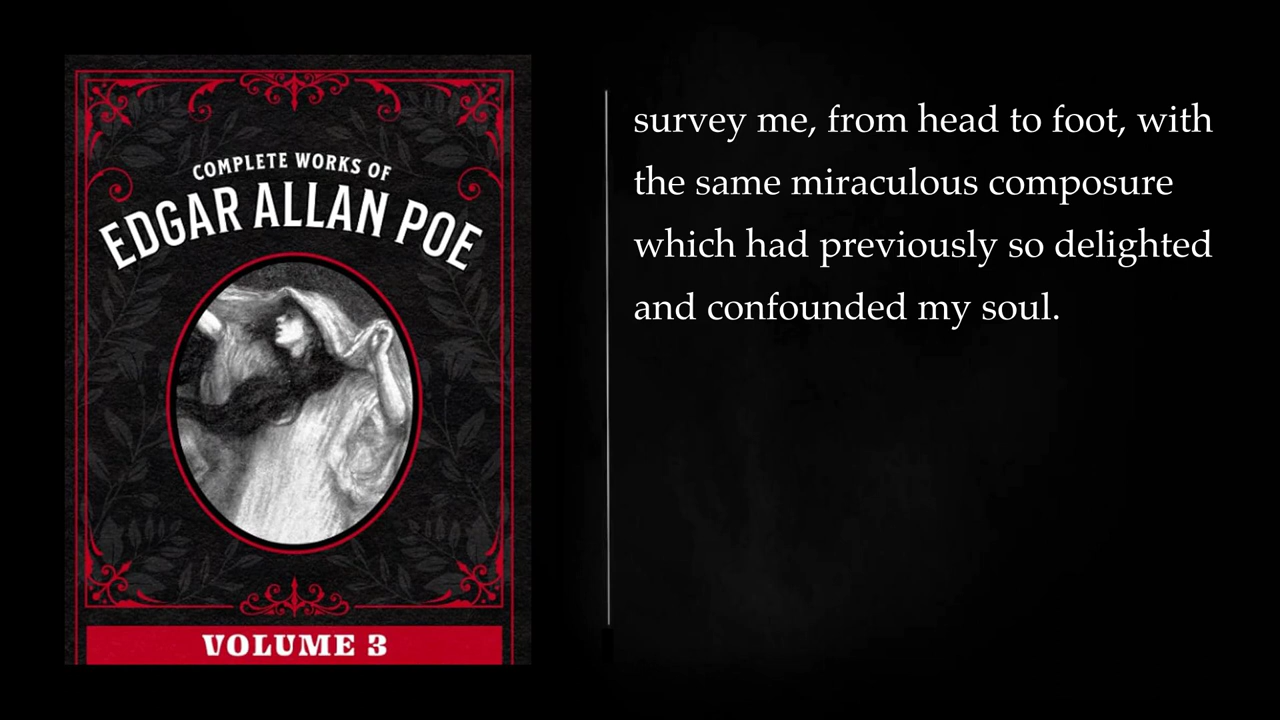 COMPLETE WORKS OF
EDGAR ALLAN POE
VOLUME 3
survey me, from head to foot, with
the same miraculous composure
which had previously so delighted
and confounded my soul.